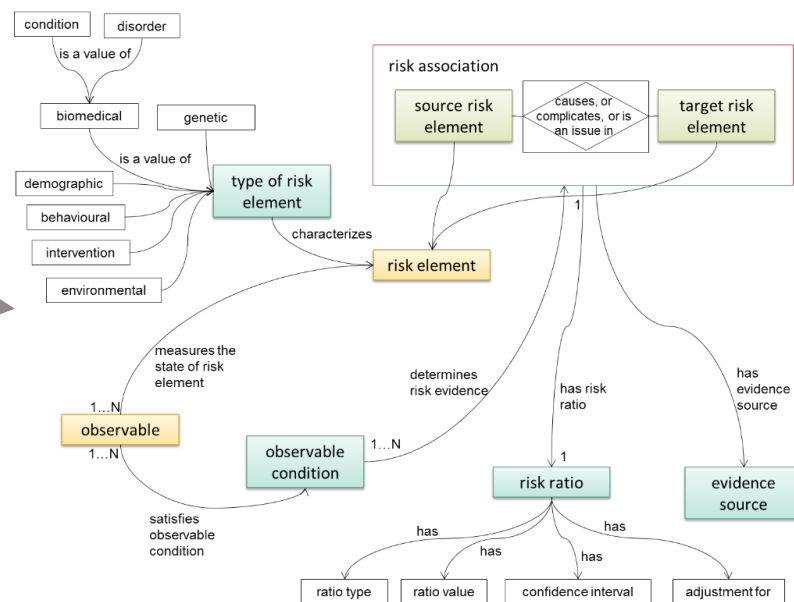 condition
disorder
is a value of
biomedical
genetic
is a value of
demographic
behavioural
intervention
environmental
type of risk
element
characterizes
risk association
source risk
element
causes, or
complicates, or is
an issue in
target risk
element
1
risk element
measures the
state of risk
element
1...N
observable
1...N
satisfies
observable
condition
observable
condition
1...N
determines
risk evidence
has risk
ratio
1
risk ratio
has
evidence
source
evidence
source
has
has
has
has
ratio type
ratio value
confidence interval
adjustment for